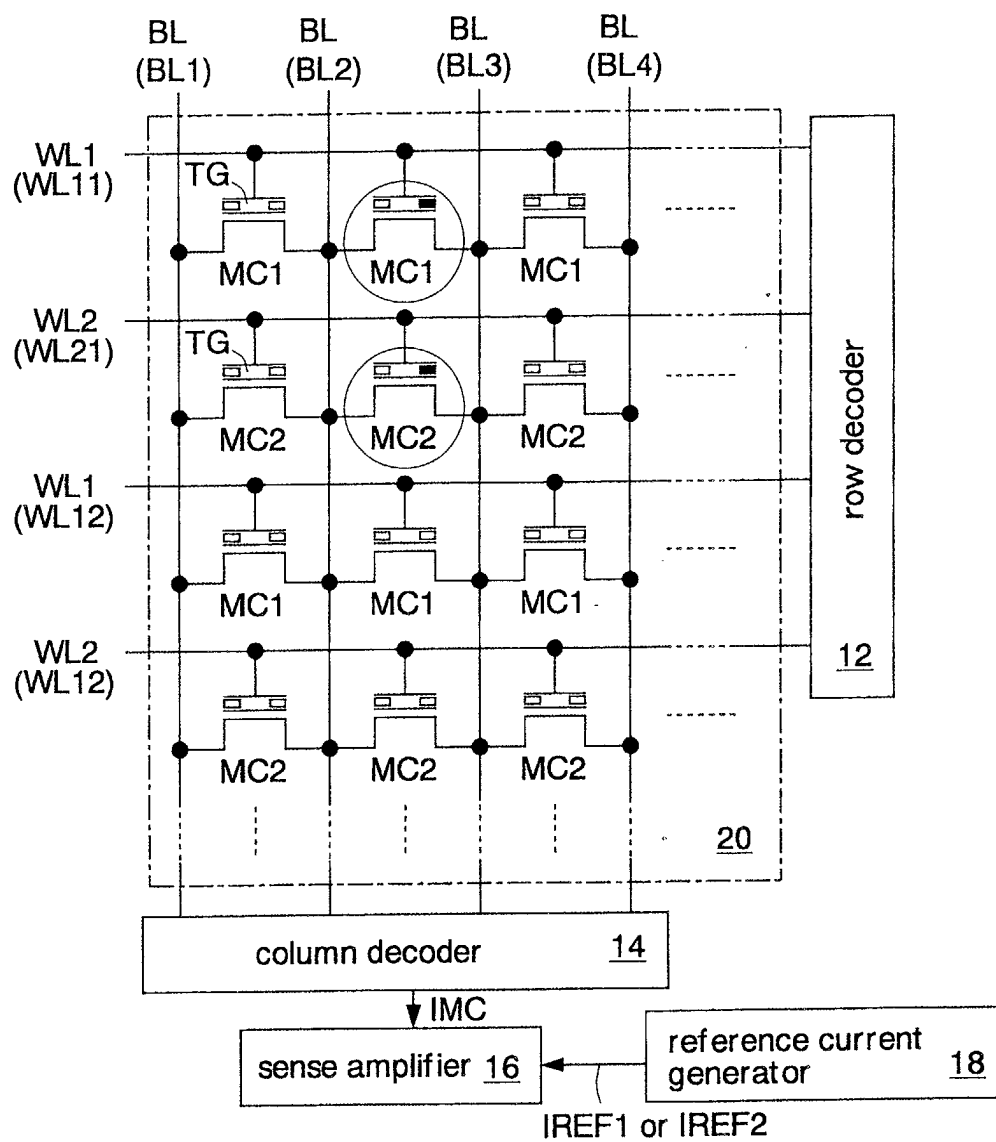 BL BL BL BL
(BL1) (BL2) (BL3) (BL4)
WL1
(WL11)
TG
MC1 MC1 MC1
WL2
(WL21)
TG
MC2 MC2 MC2
WL1
(WL12)
MC1 MC1 MC1
WL2
(WL12)
MC2 MC2 MC2
row decoder
12
20
column decoder 14
IMC
sense amplifier 16
reference current
generator 18
IREF1 or IREF2